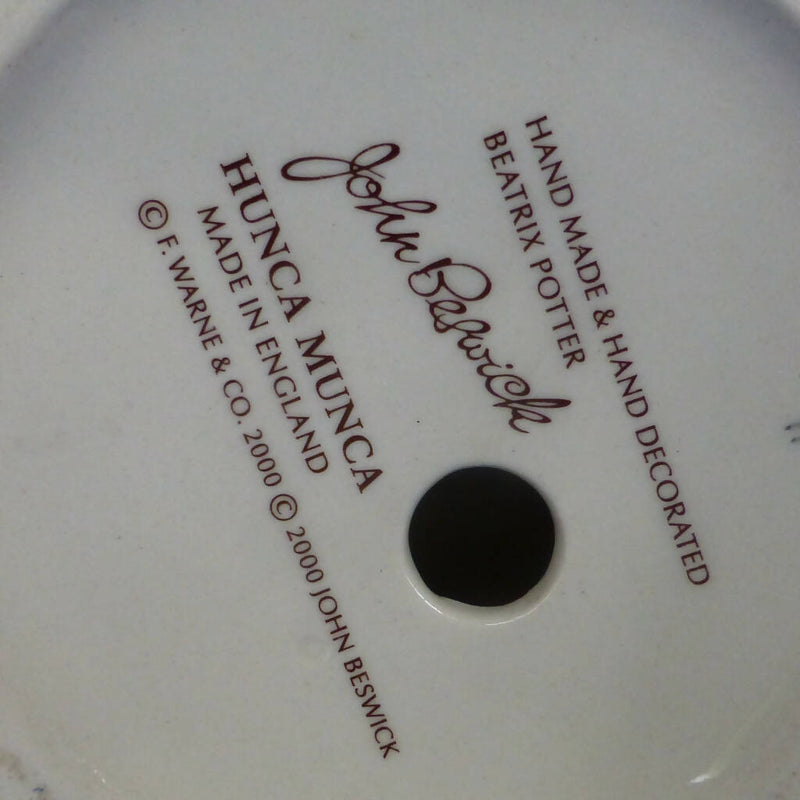 HAND MADE & HAND DECORATED
BEATRIX POTTER
John Beswick
HUNCA MUNCA
MADE IN ENGLAND
© F. WARNE & CO. 2000 © 2000 JOHN BESWICK